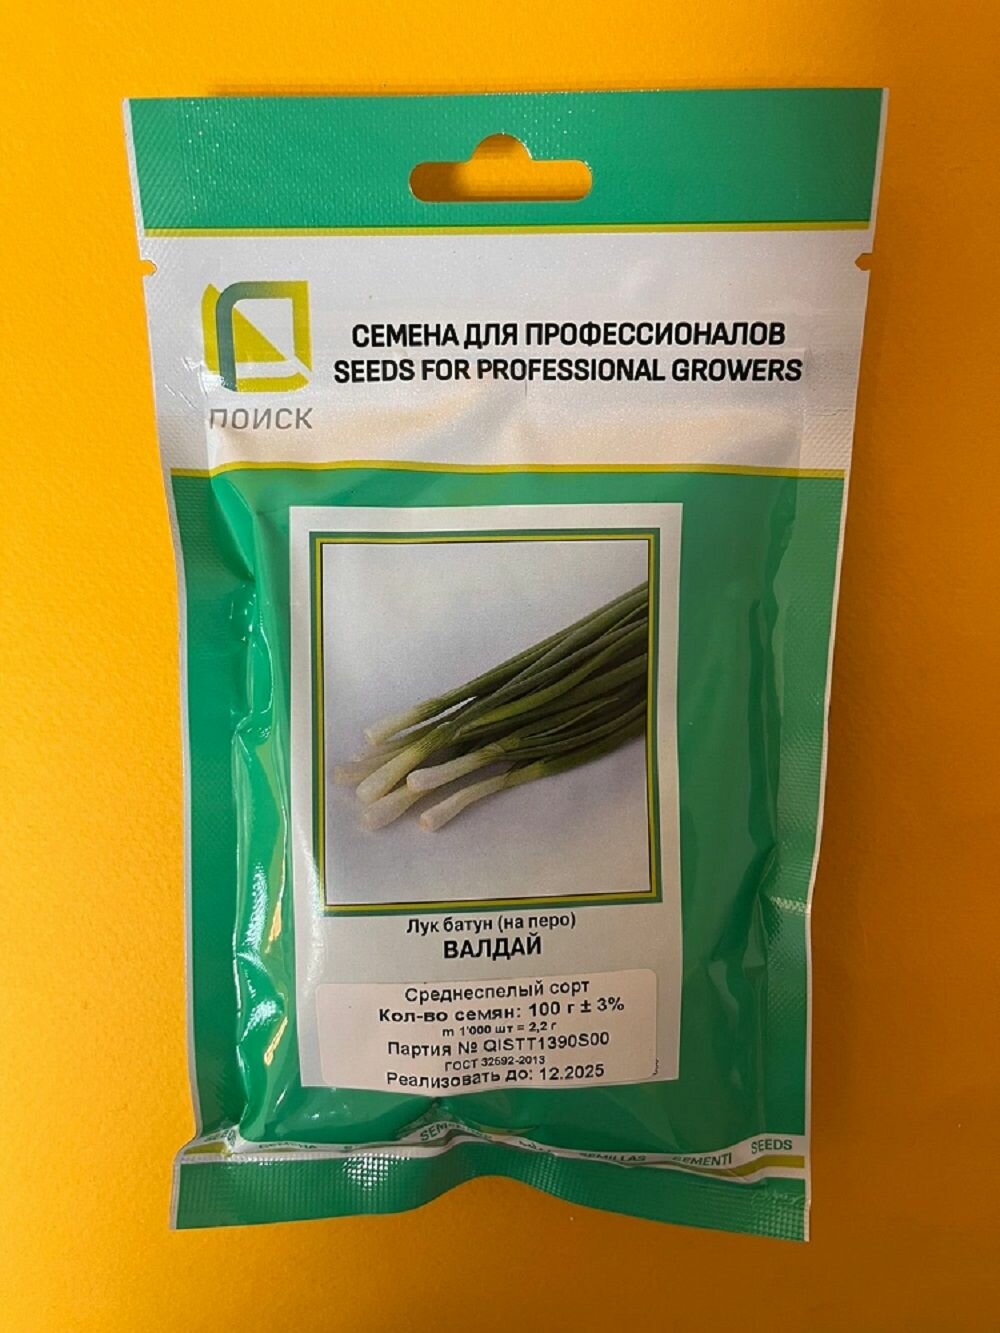 СЕМЕНА ДЛЯ ПРОФЕССИОНАЛОВ
SEEDS FOR PROFESSIONAL GROWERS
ПОИСК
Лук батун (на перо)
ВАЛДАЙ
Среднеспелый сорт
Кол-во семян: 100 г ± 3%
m 1'000 шт = 2,2 г
Партия № QISTT1390S00
ГОСТ 32592-2013
Реализовать до: 12.2025
SEMILLAS SEMENTI SEEDS